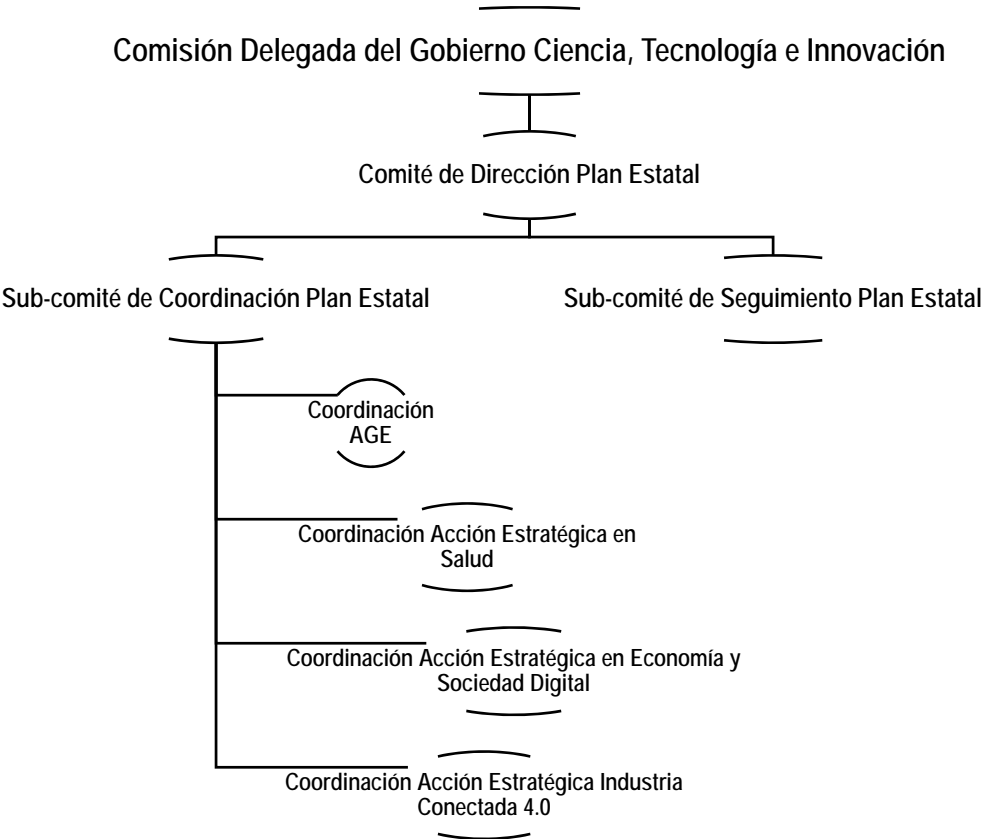 Comisión Delegada del Gobierno Ciencia, Tecnología e Innovación
Comité de Dirección Plan Estatal
Sub-comité de Coordinación Plan Estatal
Sub-comité de Seguimiento Plan Estatal
Coordinación
AGE
Coordinación Acción Estratégica en
Salud
Coordinación Acción Estratégica en Economía y
Sociedad Digital
Coordinación Acción Estratégica Industria
Conectada 4.0